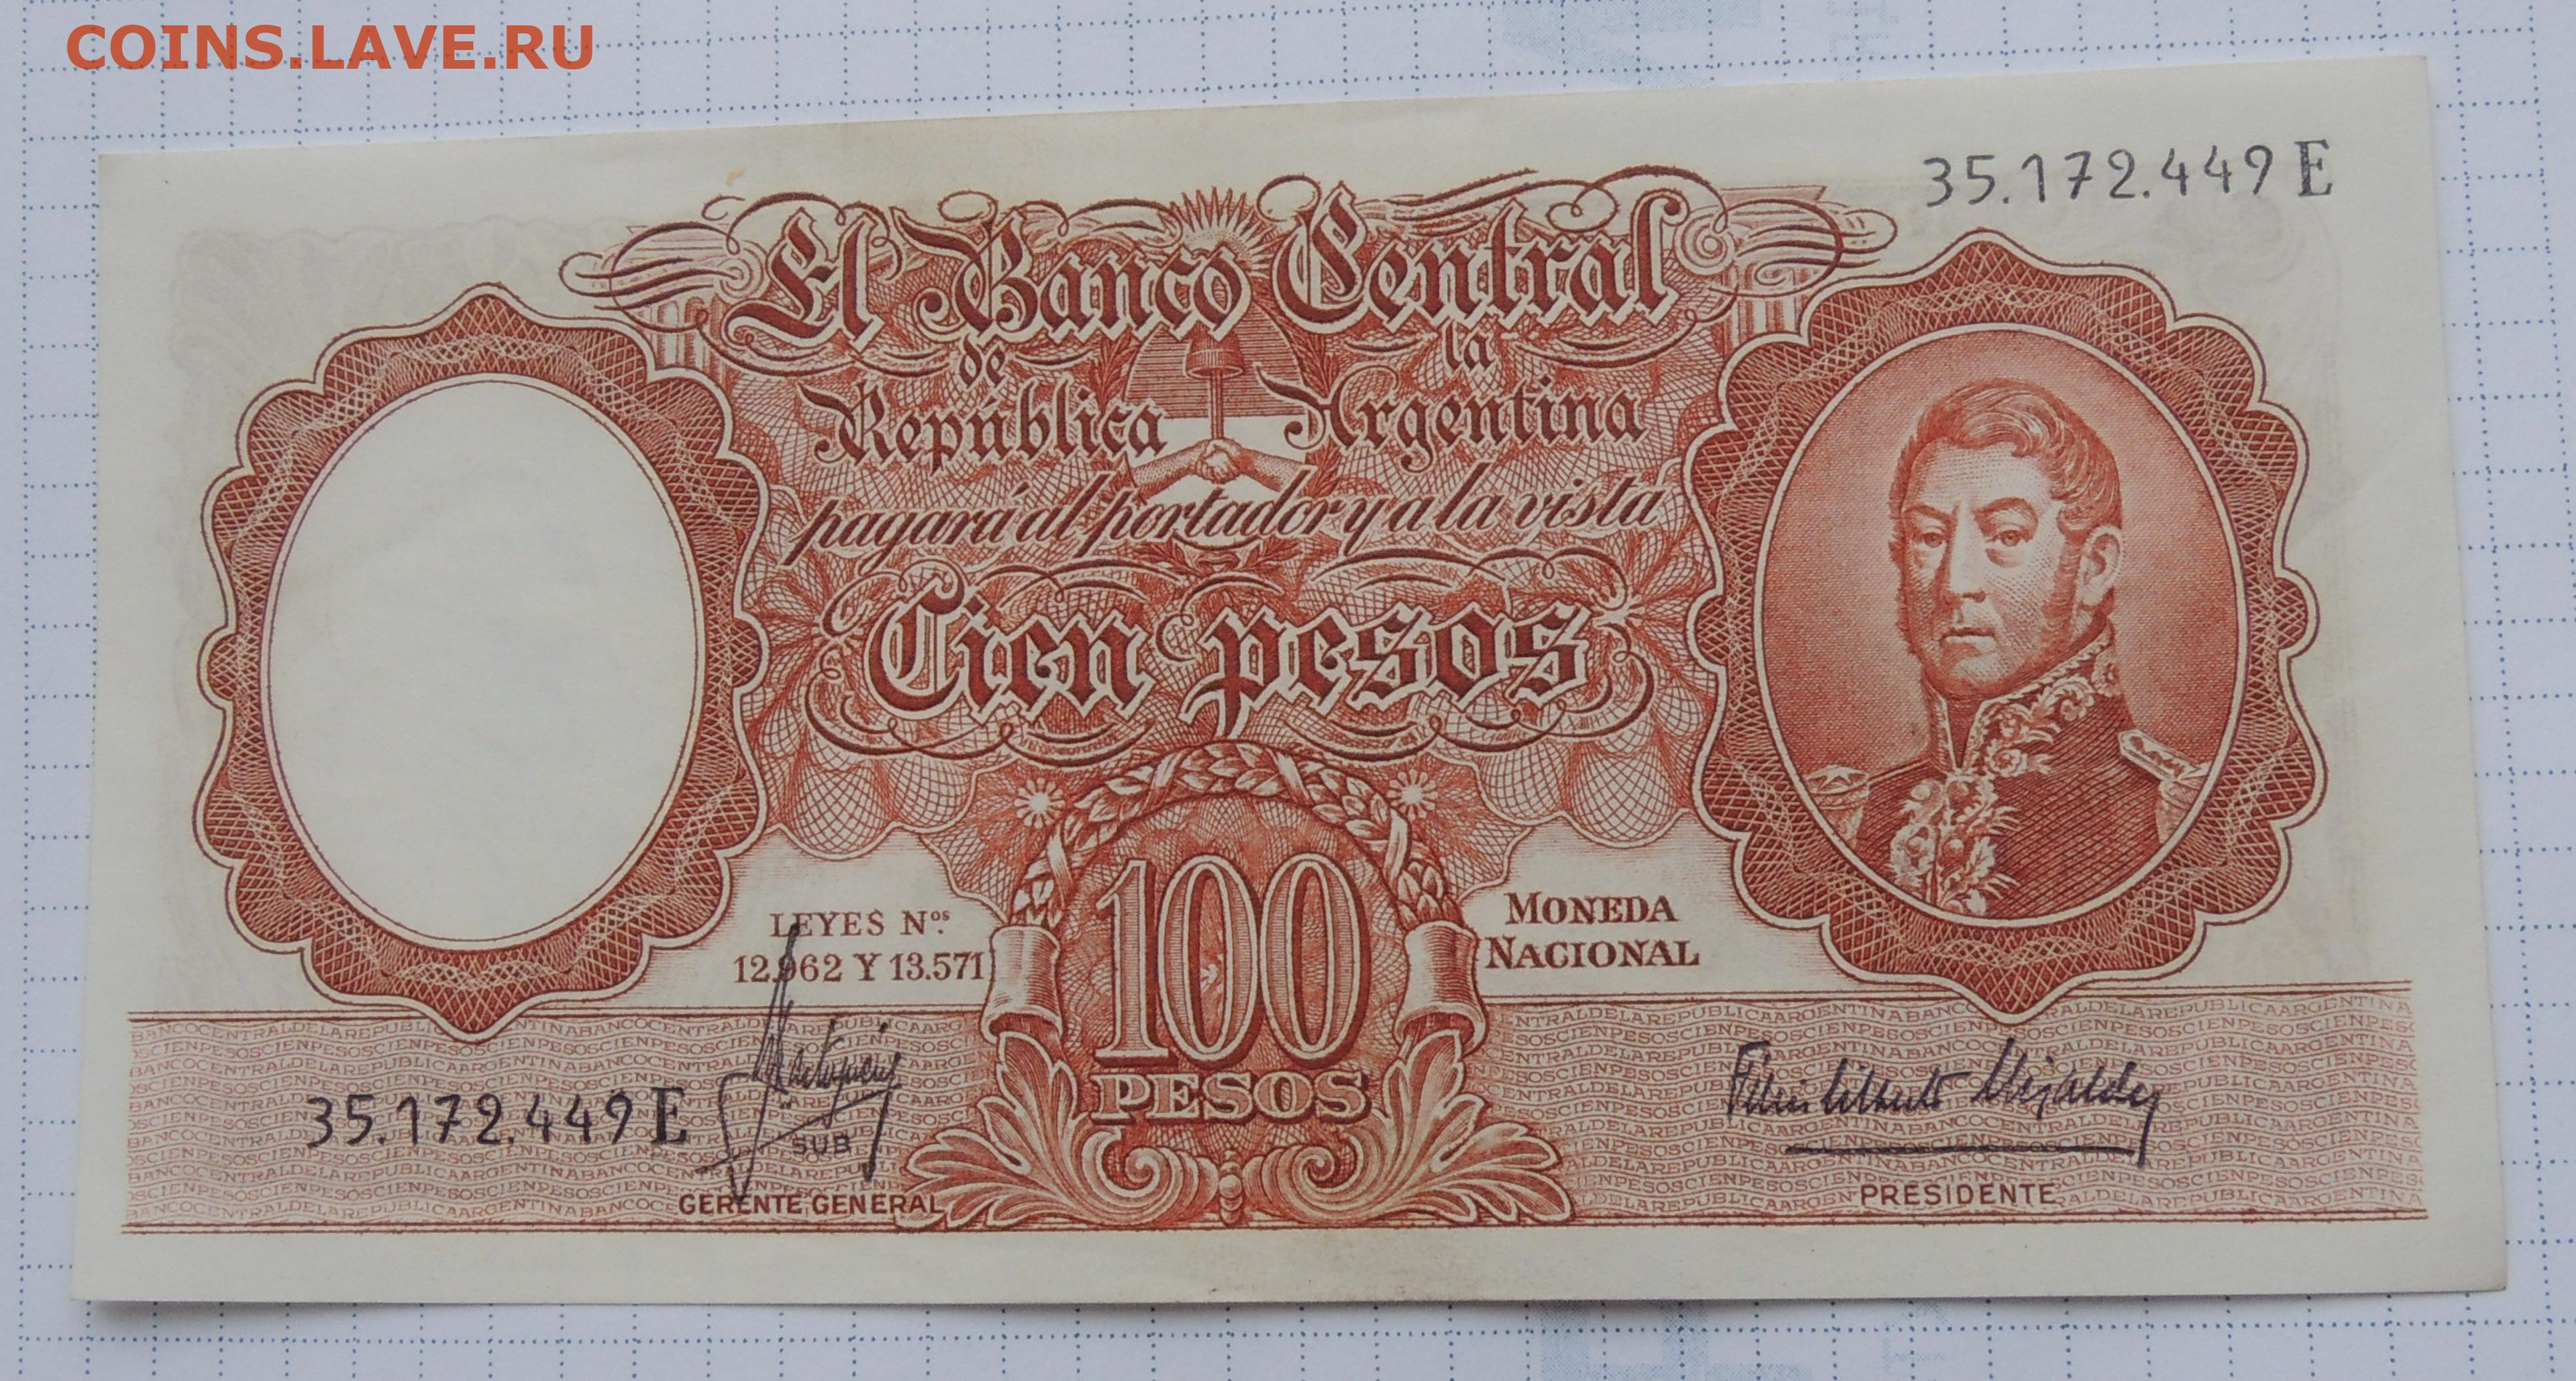 COINS.LAVE.RU
35.172.449 E
El Banco Central
de la
República Argentina
pagará al portador y a la vista
Cien pesos
LEYES Nos.
12.962 Y 13.571
MONEDA
NACIONAL
100
PESOS
35.172.449 E
SUB
GERENTE GENERAL
PRESIDENTE